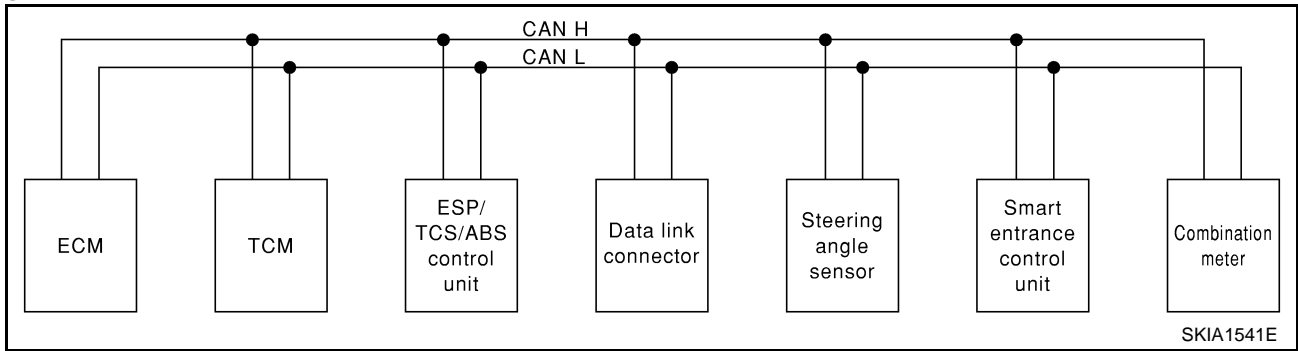 CAN H
CAN L
ECM
TCM
ESP/
TCS/ABS
control
unit
Data link
connector
Steering
angle
sensor
Smart
entrance
control
unit
Combination
meter
SKIA1541E